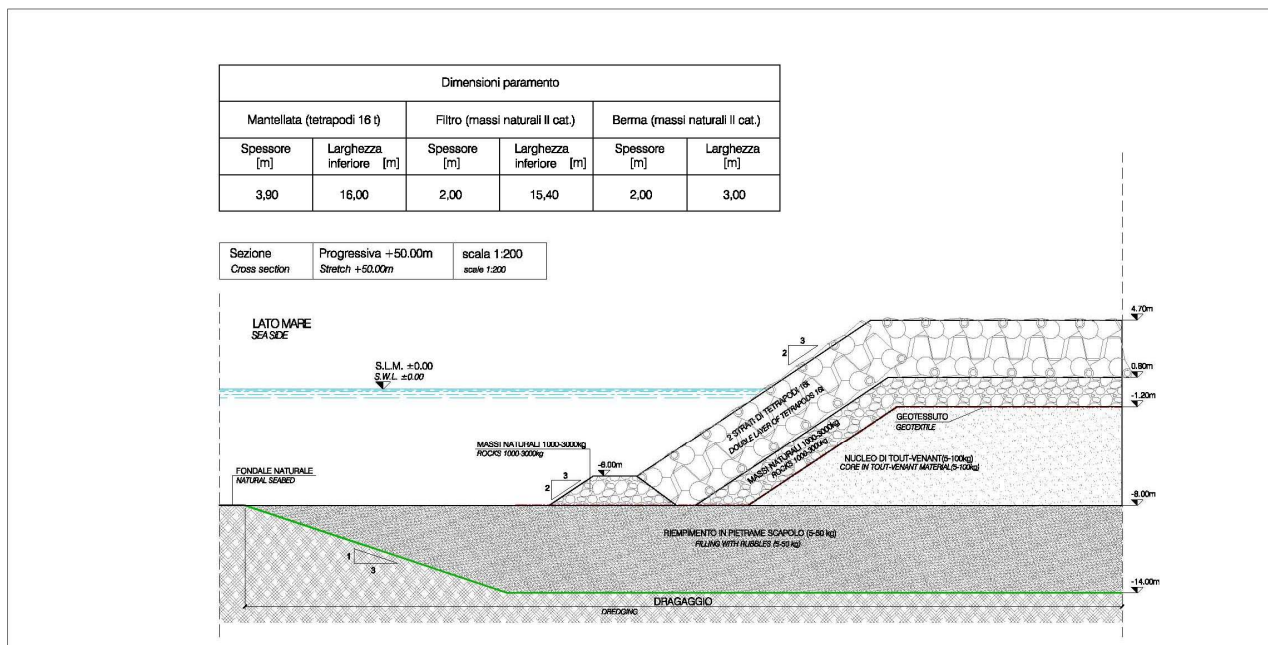 Dimensioni paramento
Mantellata (tetrapodi 16 t)
Filtro (massi naturali II cat.)
Berma (massi naturali II cat.)
Spessore [m]
Larghezza inferiore [m]
Spessore [m]
Larghezza inferiore [m]
Spessore [m]
Larghezza [m]
3,90
16,00
2,00
15,40
2,00
3,00
Sezione
Cross section
Progressiva +50.00m
Stretch +50.00m
scala 1:200
scale 1:200
LATO MARE
SEA SIDE
S.L.M. ±0.00
S.W.L. ±0.00
4.70m
3
2
0.80m
-1.20m
2 STRATI DI TETRAPODI 16t
DOUBLE LAYER OF TETRAPODS 16t
GEOTESSUTO
GEOTEXTILE
MASSI NATURALI 1000-3000kg
ROCKS 1000-3000kg
-6.00m
MASSI NATURALI 1000-3000kg
ROCKS 1000-3000kg
NUCLEO DI TOUT-VENANT(5-100kg)
CORE IN TOUT-VENANT MATERIAL(5-100kg)
FONDALE NATURALE
NATURAL SEABED
3
2
-8.00m
RIEMPIMENTO IN PIETRAME SCAPOLO (5-50 kg)
FILLING WITH RUBBLES (5-50 kg)
1
3
-14.00m
DRAGAGGIO
DREDGING